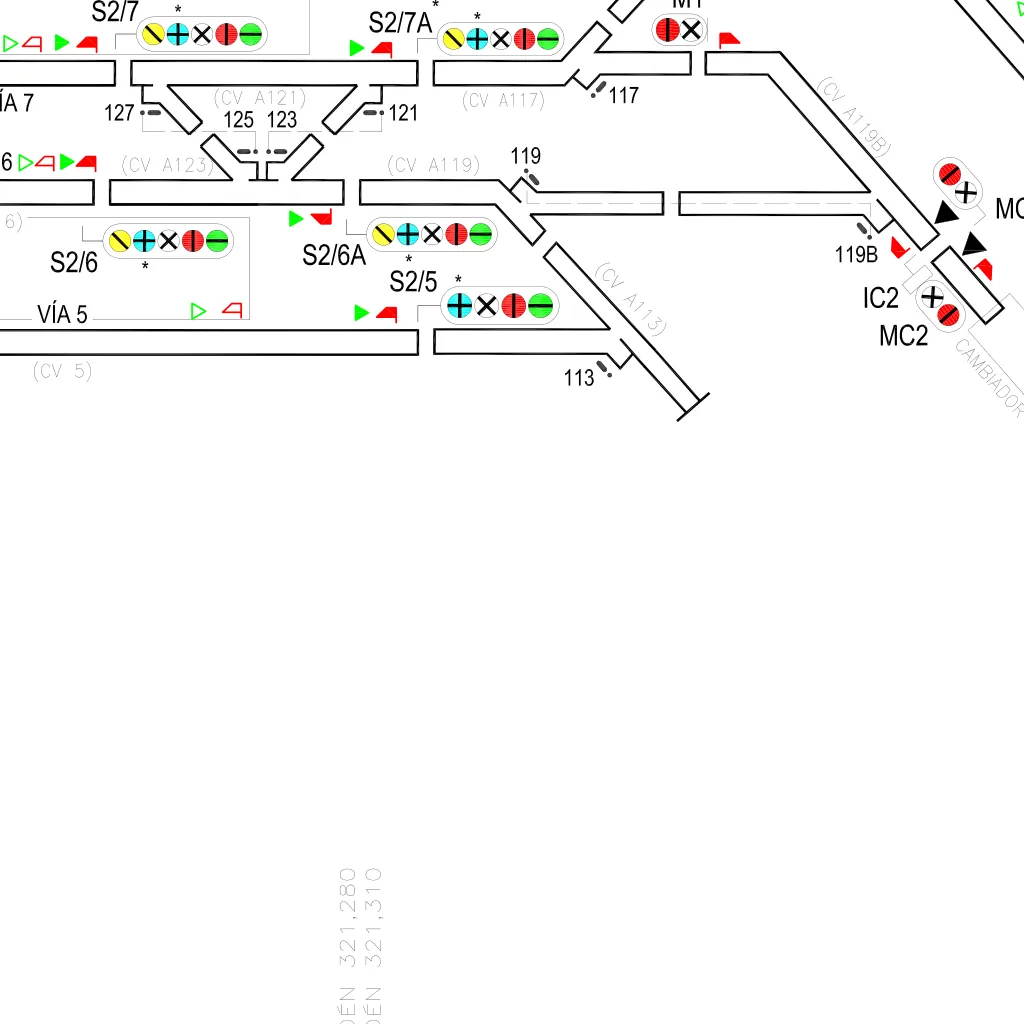 S2/7
*
S2/7A
*
*
ÍA 7
127
(CV A121)
125
123
121
(CV A117)
117
(CV A119B)
6
(CV A123)
(CV A119)
119
6)
S2/6
*
S2/6A
*
S2/5
*
119B
MC
IC2
MC2
VÍA 5
(CV A113)
(CV 5)
113
CAMBIADOR
DÉN 321,280
DÉN 321,310